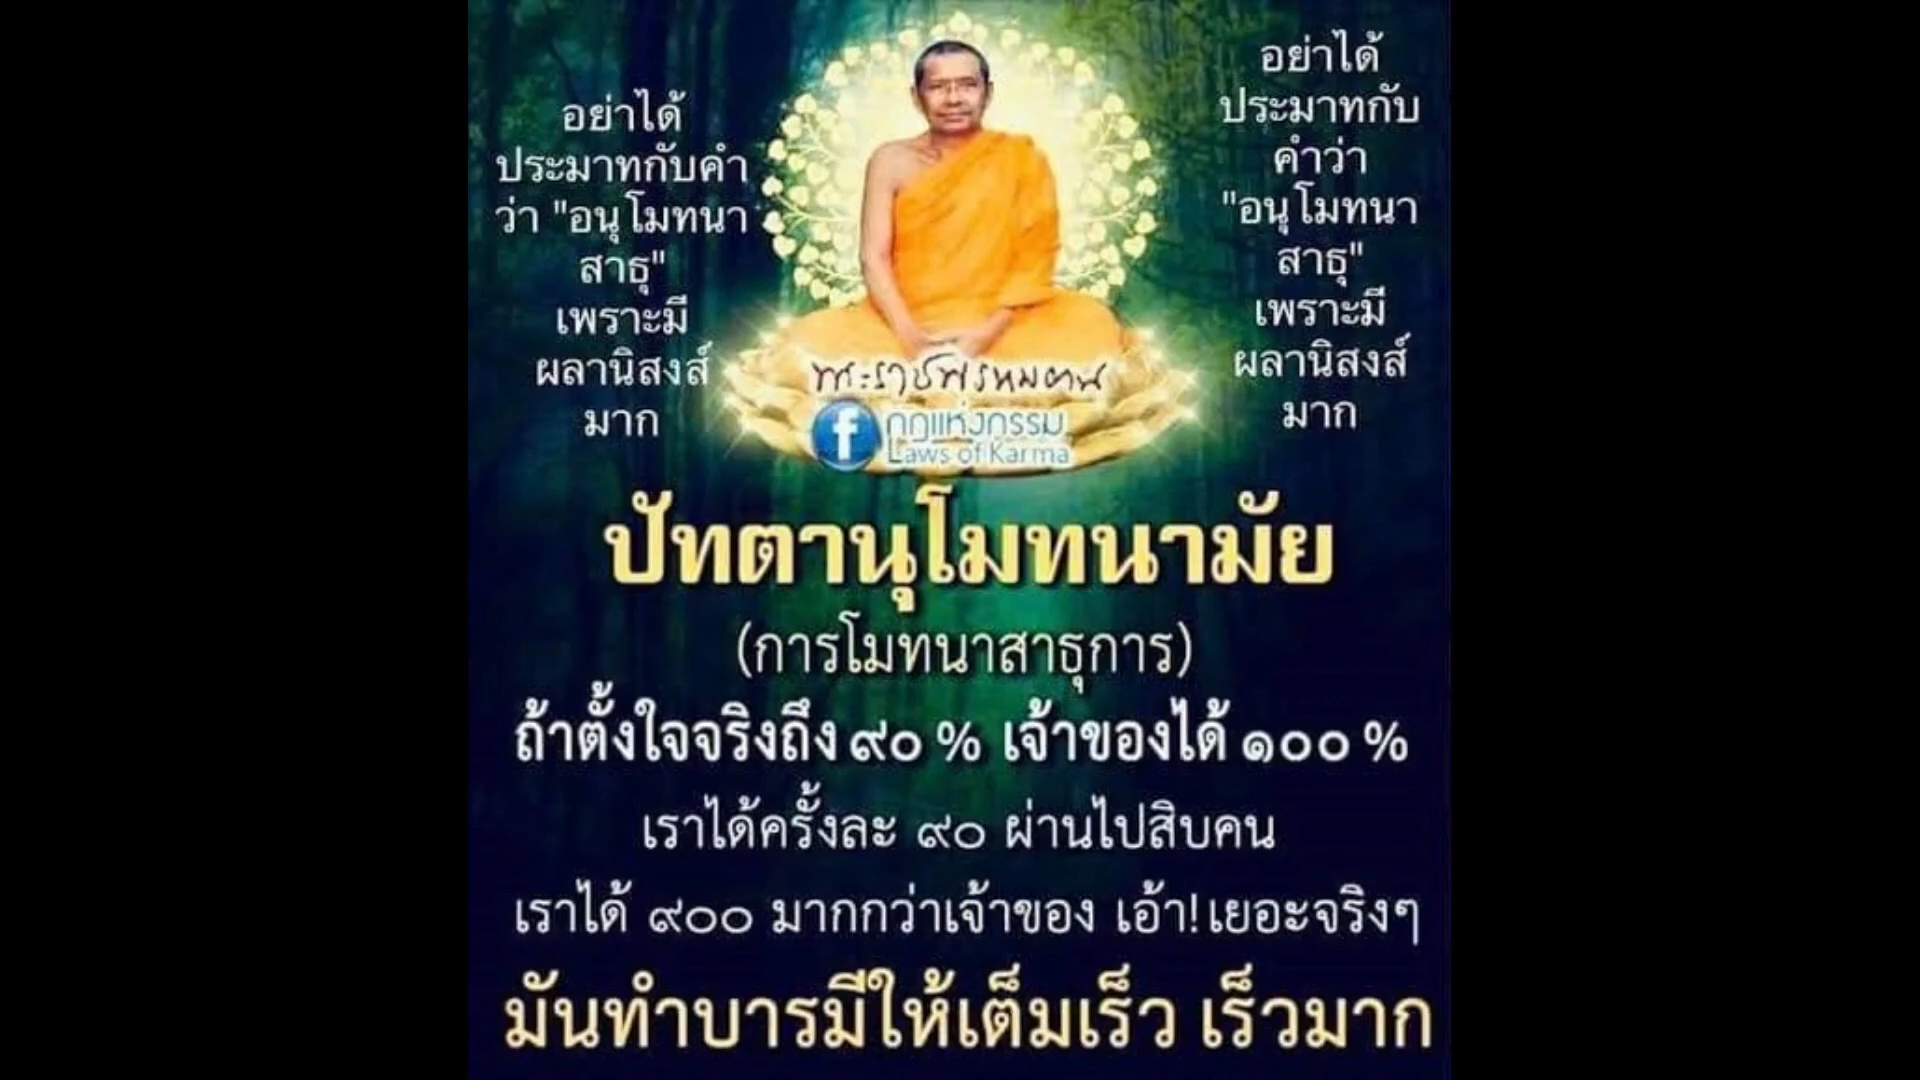 อย่าได้
ประมาทกับคำ
ว่า "อนุโมทนา
สาธุ"
เพราะมี
ผลานิสงส์
มาก
อย่าได้
ประมาทกับ
คำว่า
"อนุโมทนา
สาธุ"
เพราะมี
ผลานิสงส์
มาก
พระราชพรหมยาน
f กฎแห่งกรรม
Laws of Karma
ปัทตานุโมทนามัย
(การโมทนาสาธุการ)
ถ้าตั้งใจจริงถึง ๙๐ % เจ้าของได้ ๑๐๐ %
เราได้ครั้งละ ๙๐ ผ่านไปสิบคน
เราได้ ๙๐๐ มากกว่าเจ้าของ เอ้า!เยอะจริงๆ
มันทำบารมีให้เต็มเร็ว เร็วมาก